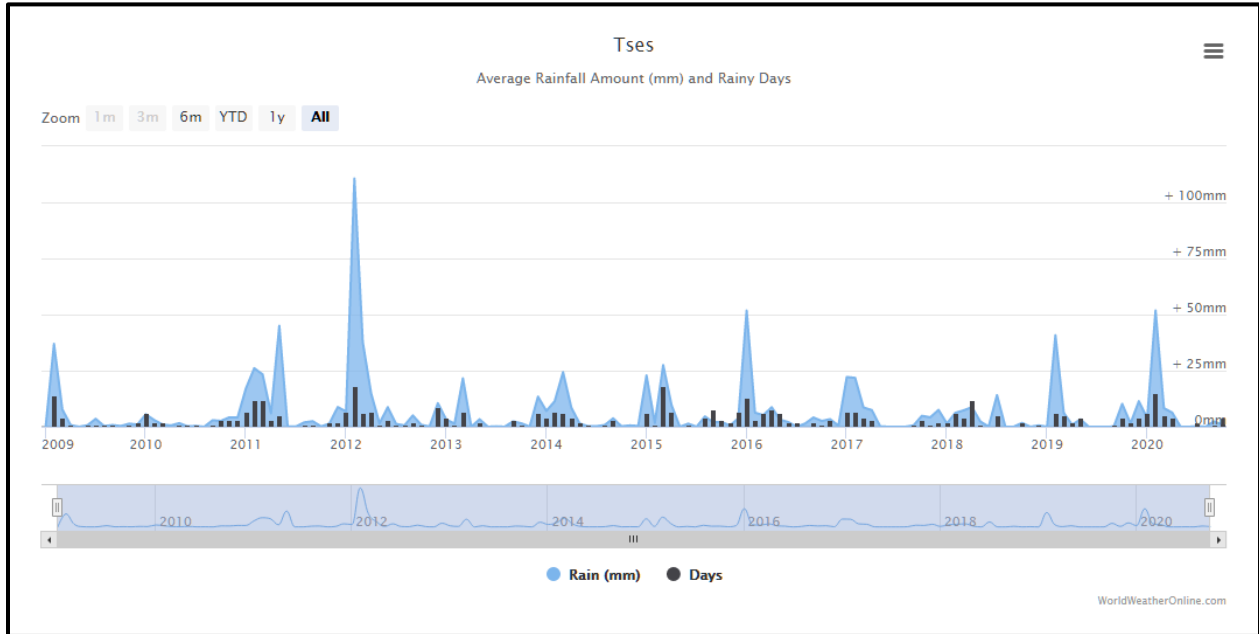 Tses
Average Rainfall Amount (mm) and Rainy Days
Zoom 1m 3m 6m YTD 1y All
+ 100mm
+ 75mm
+ 50mm
+ 25mm
0mm
2009 2010 2011 2012 2013 2014 2015 2016 2017 2018 2019 2020
2010 2012 2014 2016 2018 2020
Rain (mm) Days
WorldWeatherOnline.com